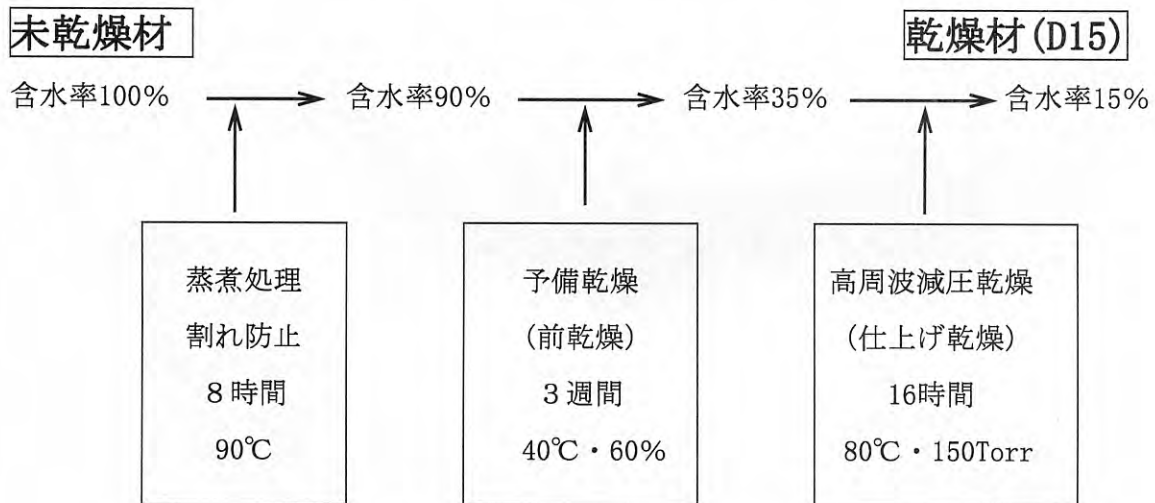 未乾燥材
乾燥材(D15)
含水率100%
含水率90%
含水率35%
含水率15%
蒸煮処理
割れ防止
８時間
90℃
予備乾燥
(前乾燥)
３週間
40℃・60%
高周波減圧乾燥
(仕上げ乾燥)
16時間
80℃・150Torr